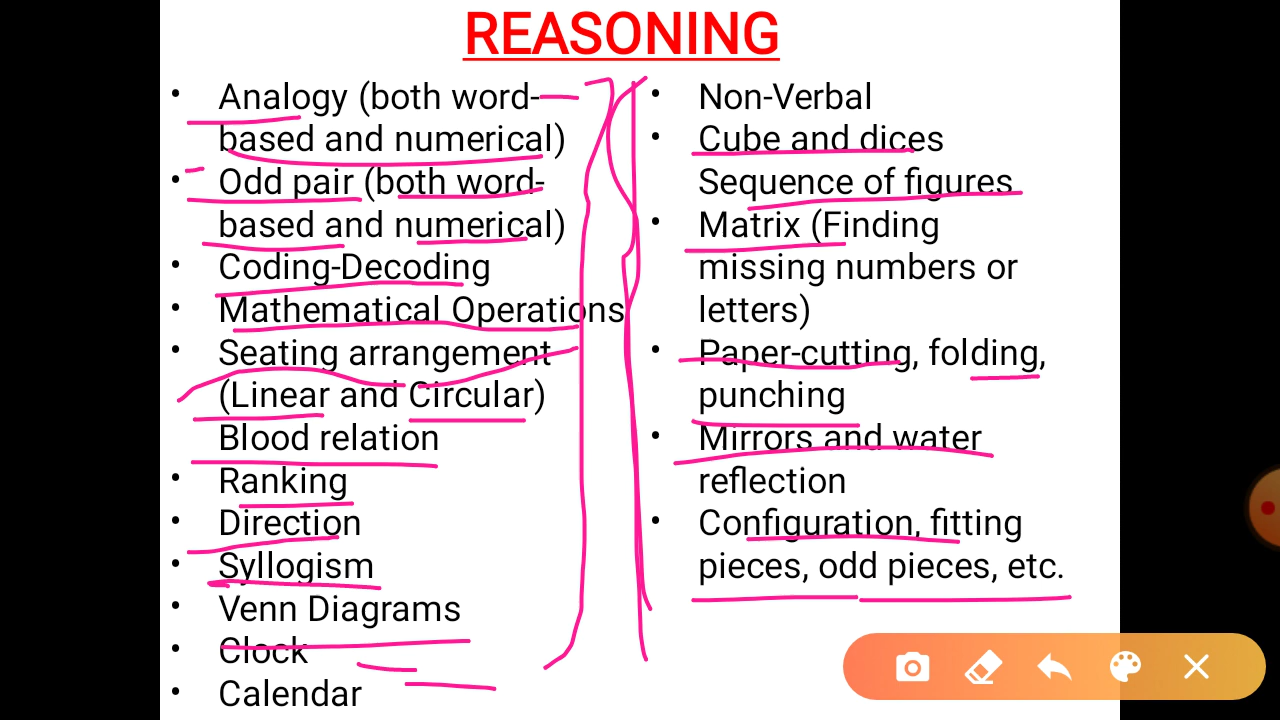 REASONING
• Analogy (both word-
based and numerical)
• Odd pair (both word-
based and numerical)
• Coding-Decoding
• Mathematical Operations
• Seating arrangement
(Linear and Circular)
Blood relation
• Ranking
• Direction
• Syllogism
• Venn Diagrams
• Clock
• Calendar
• Non-Verbal
• Cube and dices
Sequence of figures
• Matrix (Finding
missing numbers or
letters)
• Paper-cutting, folding,
punching
• Mirrors and water
reflection
• Configuration, fitting
pieces, odd pieces, etc.